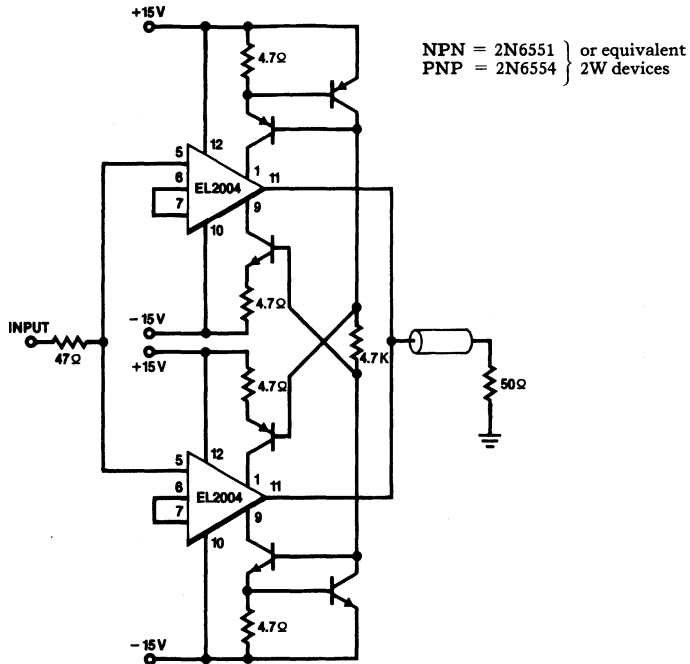 +15V
4.7Ω
NPN = 2N6551 } or equivalent
PNP = 2N6554 } 2W devices
12
5
6
7
EL2004
1
11
9
10
4.7Ω
-15V
INPUT
47Ω
+15V
4.7K
4.7Ω
50Ω
12
5
6
7
EL2004
1
11
9
10
4.7Ω
-15V